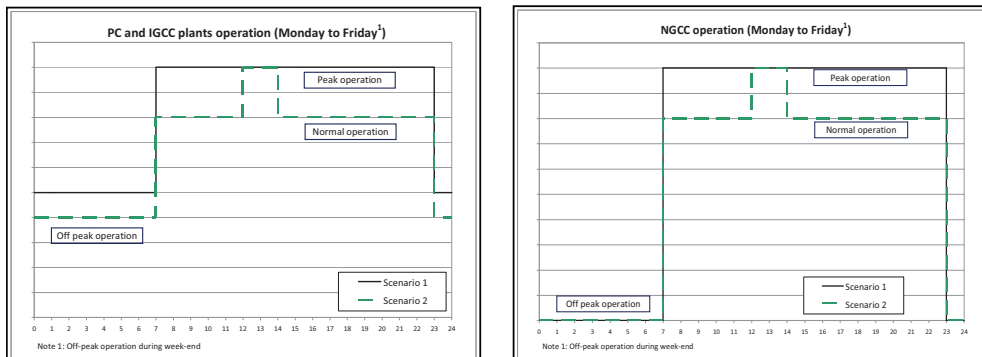 PC and IGCC plants operation (Monday to Friday¹)
Peak operation
Normal operation
Off peak operation
Scenario 1
Scenario 2
0 1 2 3 4 5 6 7 8 9 10 11 12 13 14 15 16 17 18 19 20 21 22 23 24
Note 1: Off-peak operation during week-end
NGCC operation (Monday to Friday¹)
Peak operation
Normal operation
Off peak operation
Scenario 1
Scenario 2
0 1 2 3 4 5 6 7 8 9 10 11 12 13 14 15 16 17 18 19 20 21 22 23 24
Note 1: Off-peak operation during week-end